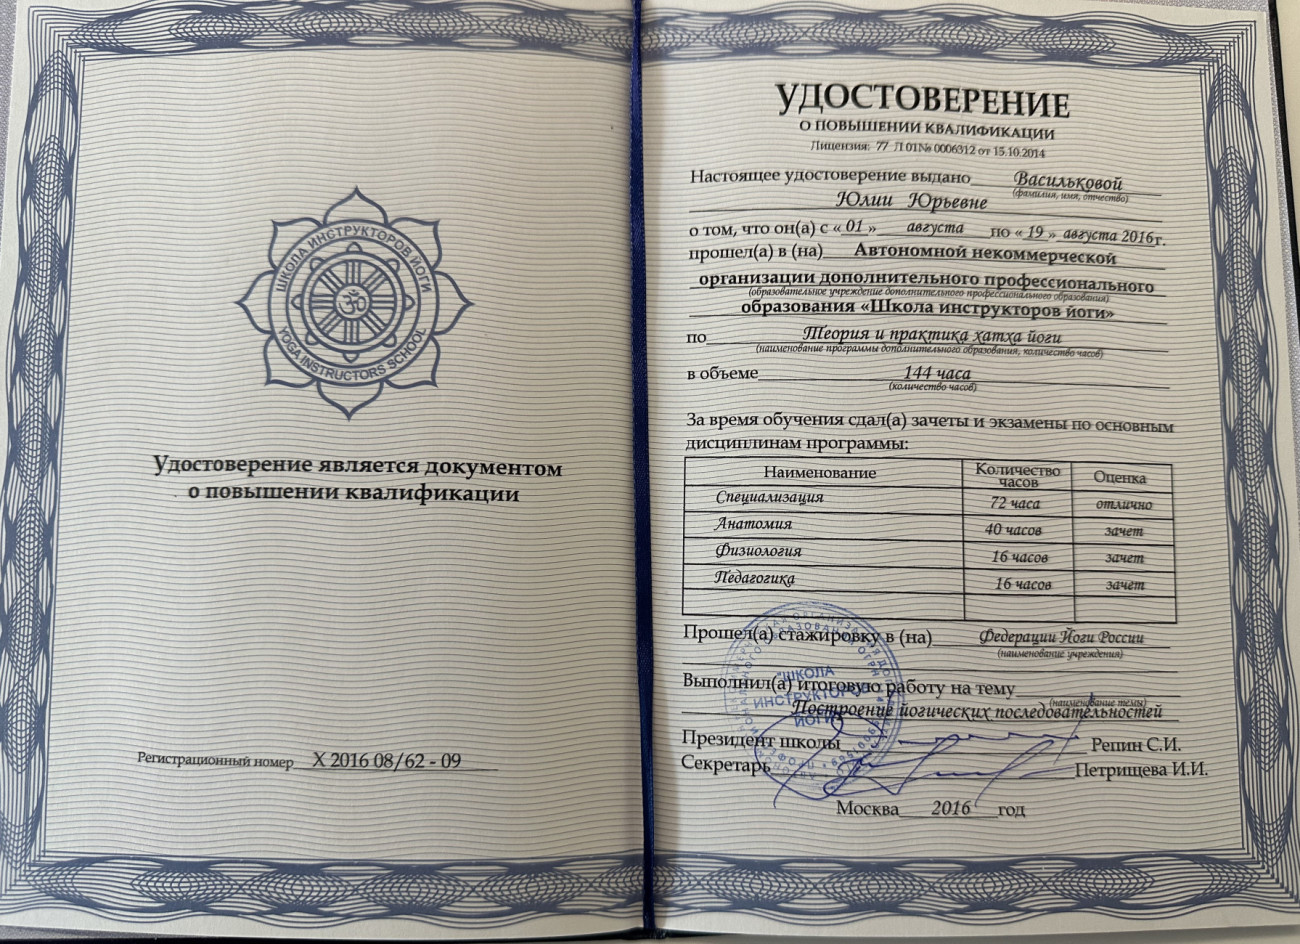 ШКОЛА ИНСТРУКТОРОВ ЙОГИ
YOGA INSTRUCTORS SCHOOL
Удостоверение является документом
о повышении квалификации
Регистрационный номер X 2016 08/62 - 09
УДОСТОВЕРЕНИЕ
О ПОВЫШЕНИИ КВАЛИФИКАЦИИ
Лицензия: 77 Л 01 № 0006312 от 15.10.2014
Настоящее удостоверение выдано Васильковой
(фамилия, имя, отчество)
Юлии Юрьевне
о том, что он(а) с « 01 » августа по « 19 » августа 2016 г.
прошел(а) в (на) Автономной некоммерческой
организации дополнительного профессионального
(образовательное учреждение дополнительного профессионального образования)
образования «Школа инструкторов йоги»
по Теория и практика хатха йоги
(наименование программы дополнительного образования, количество часов)
в объеме 144 часа
(количество часов)
За время обучения сдал(а) зачеты и экзамены по основным
дисциплинам программы:
Наименование Количество часов Оценка
Специализация 72 часа отлично
Анатомия 40 часов зачет
Физиология 16 часов зачет
Педагогика 16 часов зачет
Прошел(а) стажировку в (на) Федерации Йоги России
(наименование учреждения)
Выполнил(а) итоговую работу на тему
(наименование темы)
Построение йогических последовательностей
Президент школы Репин С.И.
Секретарь Петрищева И.И.
Москва 2016 год
"ШКОЛА
ИНСТРУКТОРОВ
ЙОГИ"